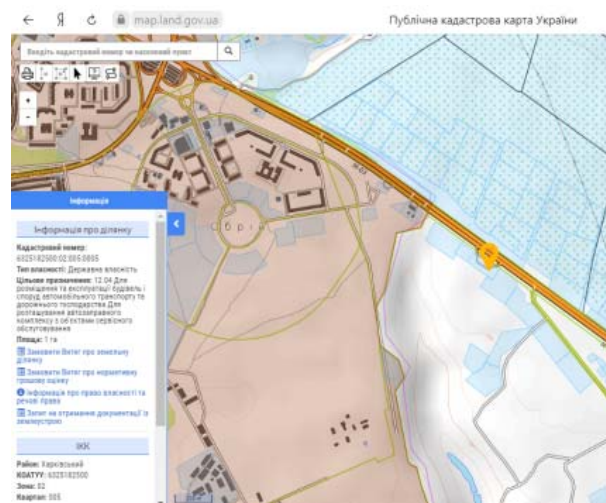 map.land.gov.ua
Публічна кадастрова карта України
Введіть кадастровий номер чи населений пункт
+
-
Інформація
Інформація про ділянку
Кадастровий номер:
6325182500:02:005:0005
Тип власності: Державна власність
Цільове призначення: 12.04 Для
розміщення та експлуатації будівель і
споруд автомобільного транспорту та
дорожнього господарства Для
розташування автозаправного
комплексу з об'єктами сервісного
обслуговування
Площа: 1 га
Замовити Витяг про земельну
ділянку
Замовити Витяг про нормативну
грошову оцінку
Інформація про право власності та
речові права
Запит на отримання документації із
землеустрою
ІКК
Район: Харківський
КОАТУУ: 6325182500
Зона: 02
Квартал: 005
Обрій